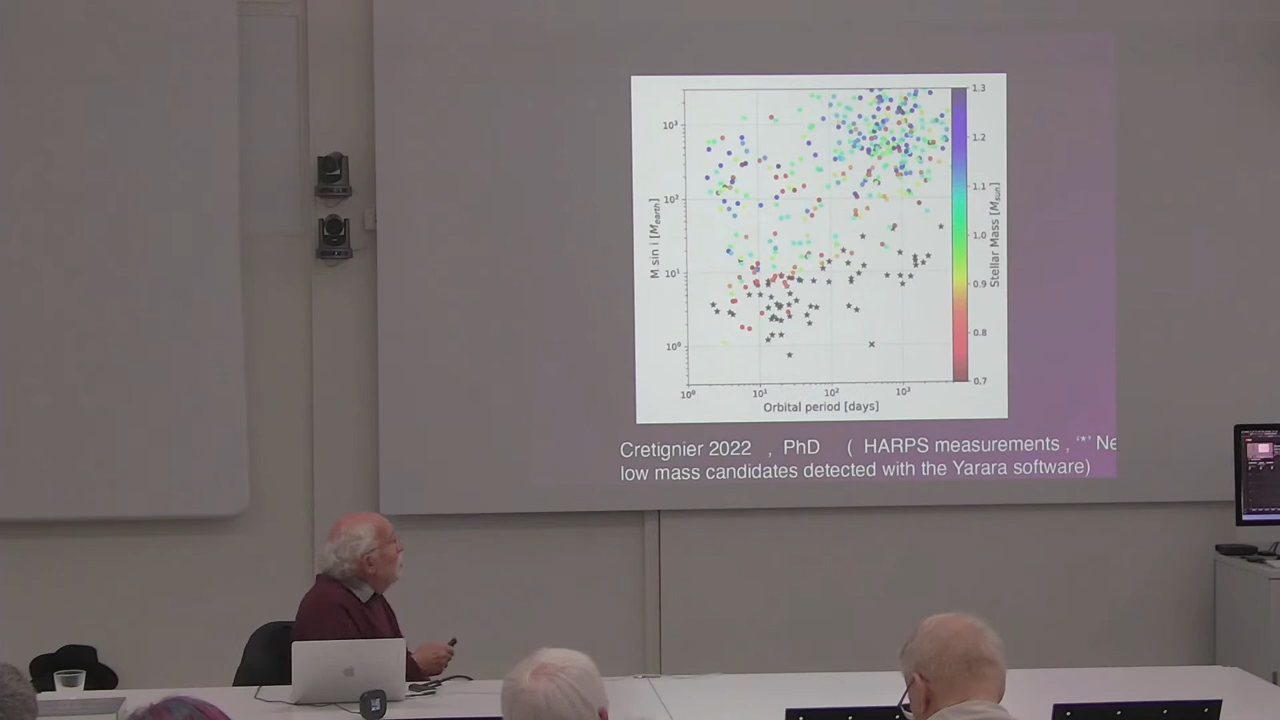 10³
10²
10¹
10⁰
M sin i [M_earth]
10⁰ 10¹ 10² 10³
Orbital period [days]
1.3
1.2
1.1
1.0
0.9
0.8
0.7
Stellar Mass [M_sun]
Cretignier 2022 , PhD ( HARPS measurements , '*' Ne
low mass candidates detected with the Yarara software)